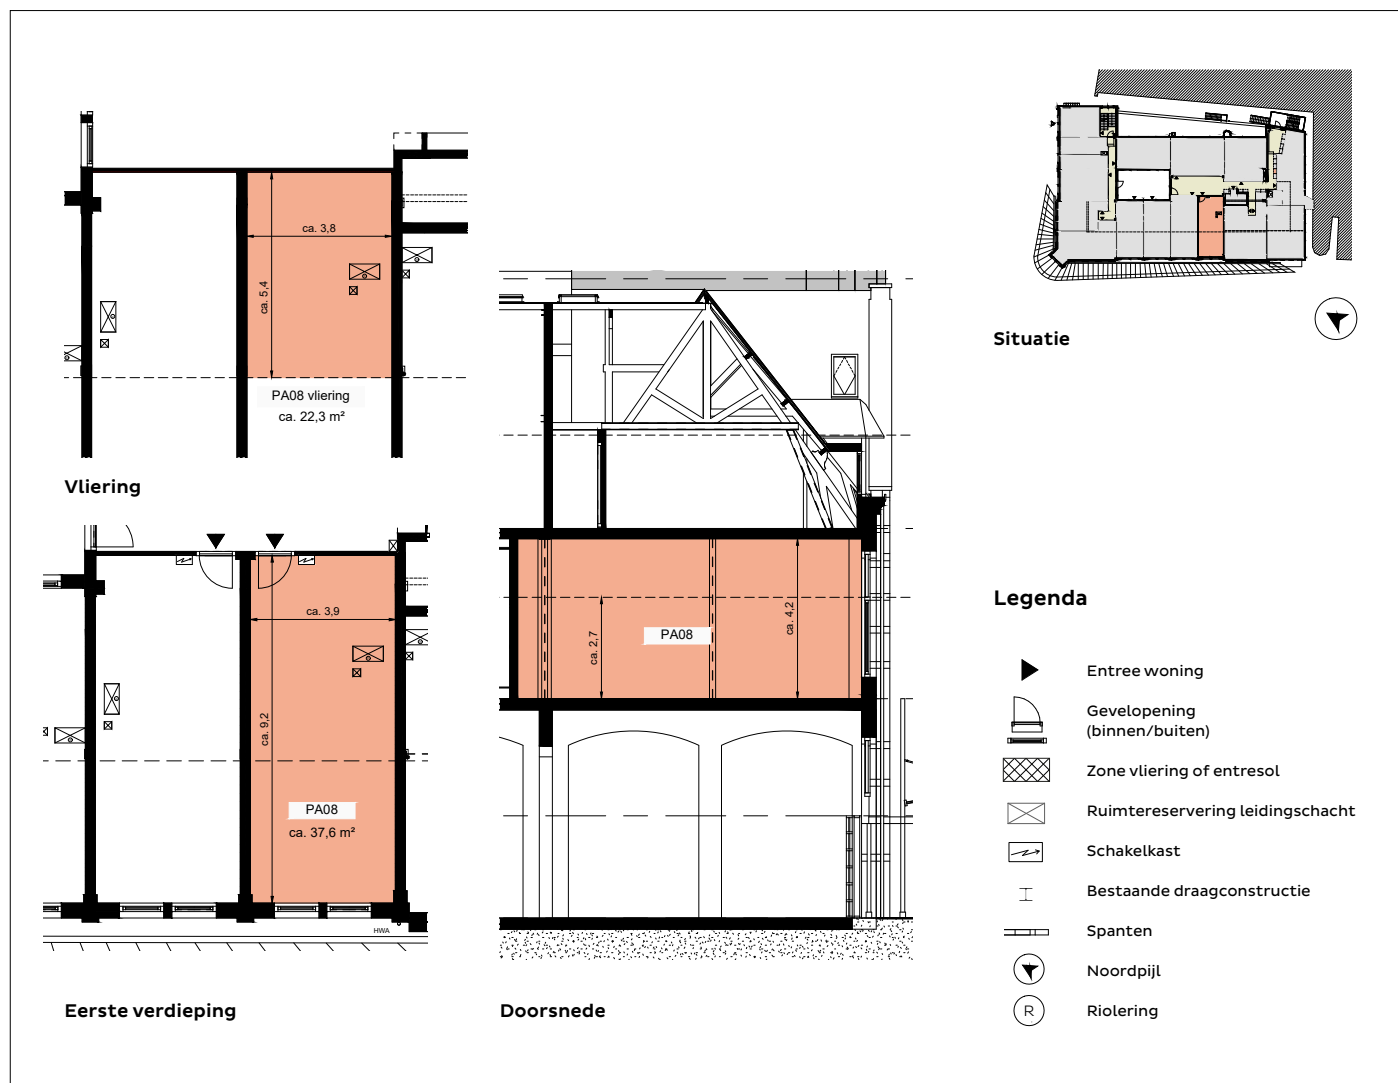 ca. 3,8
ca. 5,4
PA08 vliering
ca. 22,3 m²
Vliering
ca. 3,9
ca. 9,2
PA08
ca. 37,6 m²
HWA
Eerste verdieping
ca. 2,7
PA08
ca. 4,2
Doorsnede
Situatie
Legenda
Entree woning
Gevelopening
(binnen/buiten)
Zone vliering of entresol
Ruimtereservering leidingschacht
Schakelkast
Bestaande draagconstructie
Spanten
Noordpijl
R
Riolering